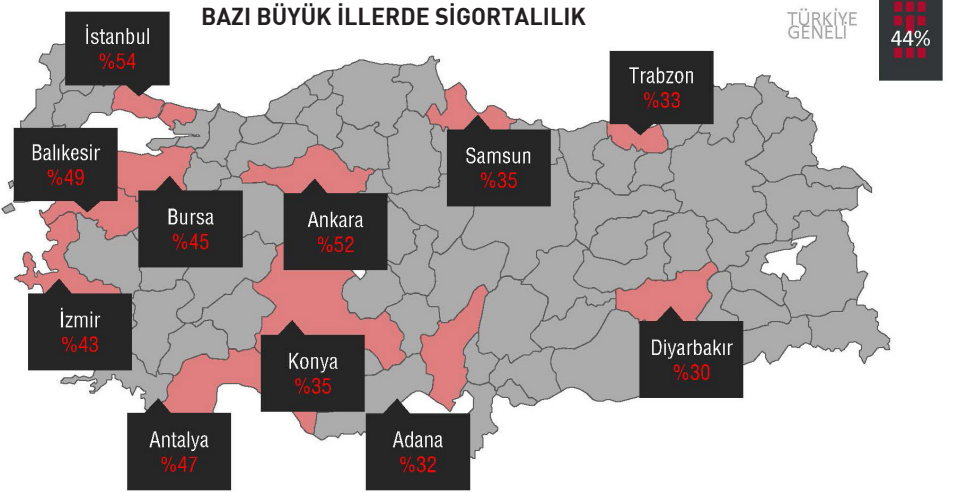 BAZI BÜYÜK İLLERDE SİGORTALILIK
TÜRKİYE
GENELİ
44%
İstanbul
%54
Trabzon
%33
Balıkesir
%49
Samsun
%35
Bursa
%45
Ankara
%52
İzmir
%43
Konya
%35
Diyarbakır
%30
Antalya
%47
Adana
%32